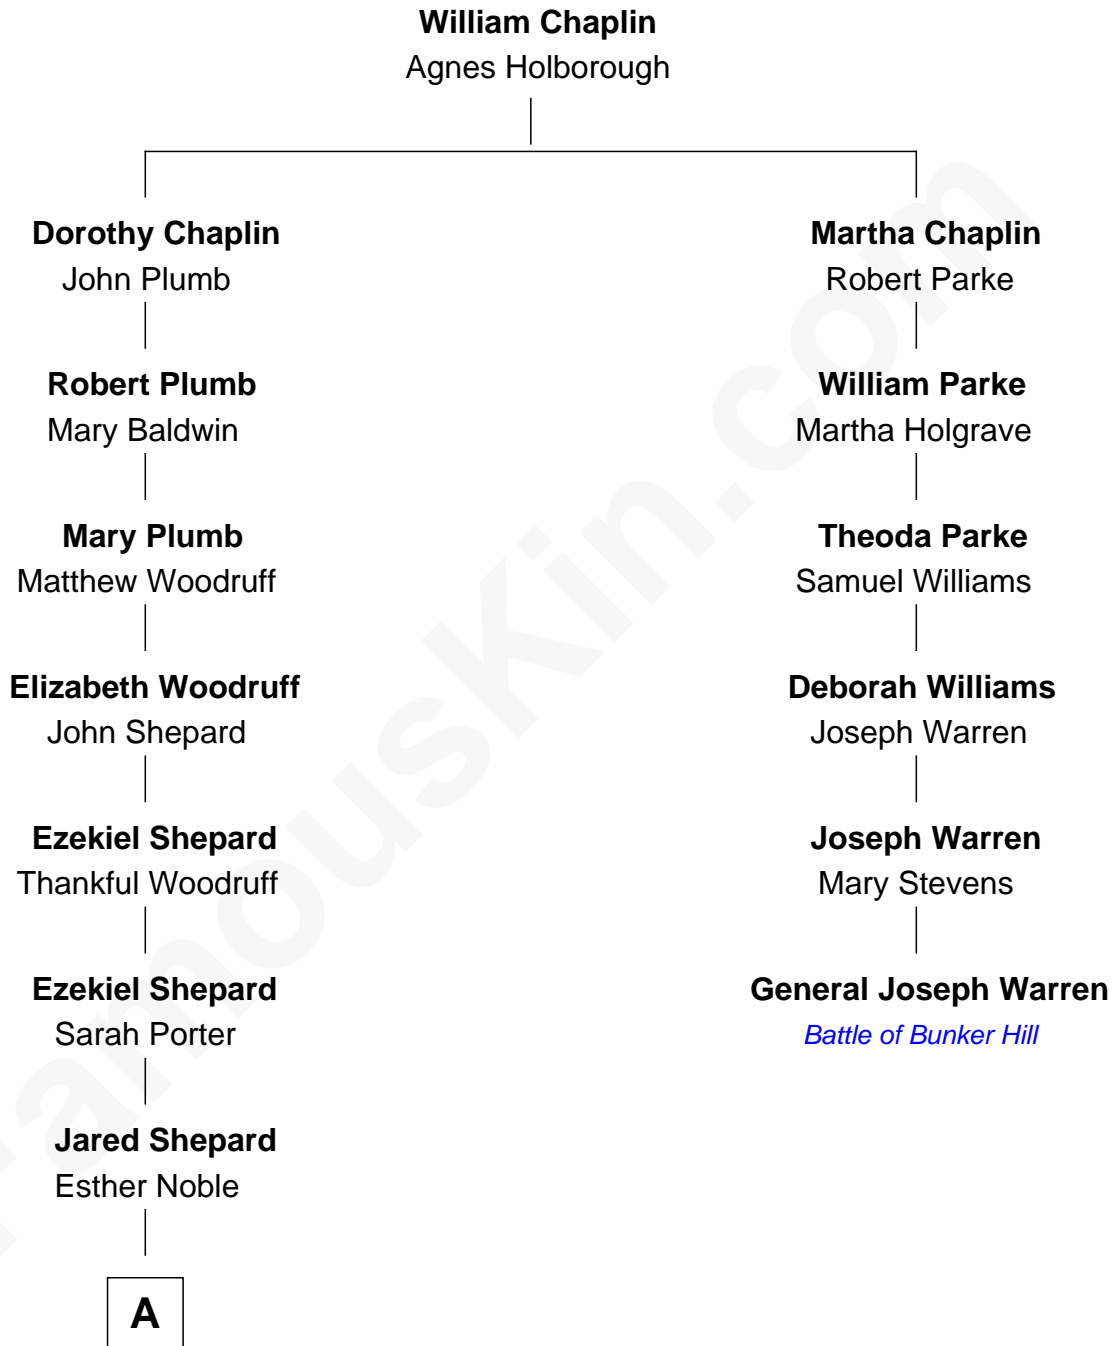 William Chaplin
Agnes Holborough
Dorothy Chaplin
John Plumb
Martha Chaplin
Robert Parke
Robert Plumb
Mary Baldwin
William Parke
Martha Holgrave
Mary Plumb
Matthew Woodruff
Theoda Parke
Samuel Williams
Elizabeth Woodruff
John Shepard
Deborah Williams
Joseph Warren
Ezekiel Shepard
Thankful Woodruff
Joseph Warren
Mary Stevens
Ezekiel Shepard
Sarah Porter
General Joseph Warren
Battle of Bunker Hill
Jared Shepard
Esther Noble
A
FamousKin.com